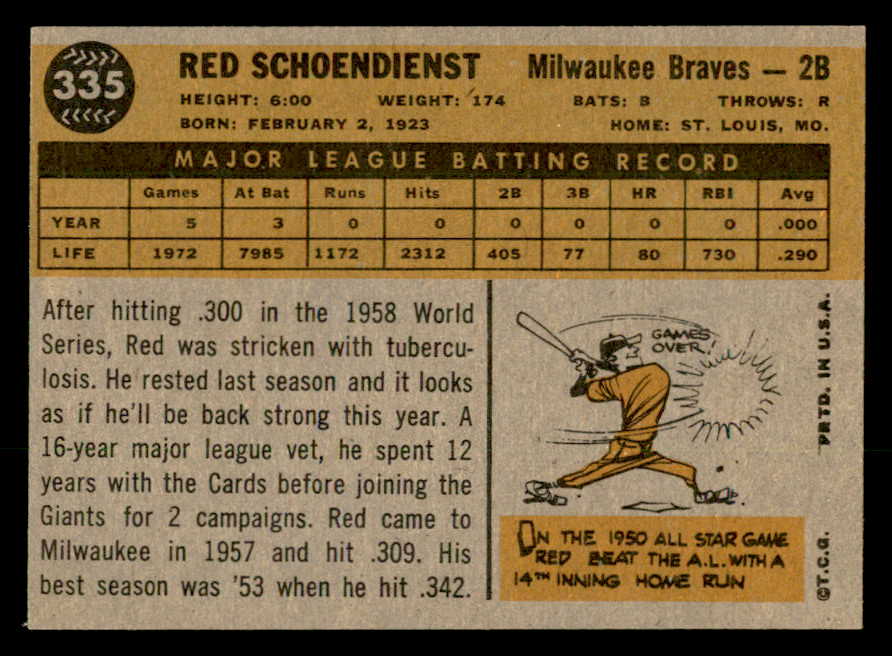 335
RED SCHOENDIENST Milwaukee Braves — 2B
HEIGHT: 6:00 WEIGHT: 174 BATS: B THROWS: R
BORN: FEBRUARY 2, 1923 HOME: ST. LOUIS, MO.
MAJOR LEAGUE BATTING RECORD
Games At Bat Runs Hits 2B 3B HR RBI Avg
YEAR 5 3 0 0 0 0 0 0 .000
LIFE 1972 7985 1172 2312 405 77 80 730 .290
After hitting .300 in the 1958 World
Series, Red was stricken with tubercu-
losis. He rested last season and it looks
as if he'll be back strong this year. A
16-year major league vet, he spent 12
years with the Cards before joining the
Giants for 2 campaigns. Red came to
Milwaukee in 1957 and hit .309. His
best season was '53 when he hit .342.
GAMES
OVER!
ON THE 1950 ALL STAR GAME
RED BEAT THE A.L. WITH A
14TH INNING HOME RUN
©T.C.G. PRTD. IN U.S.A.